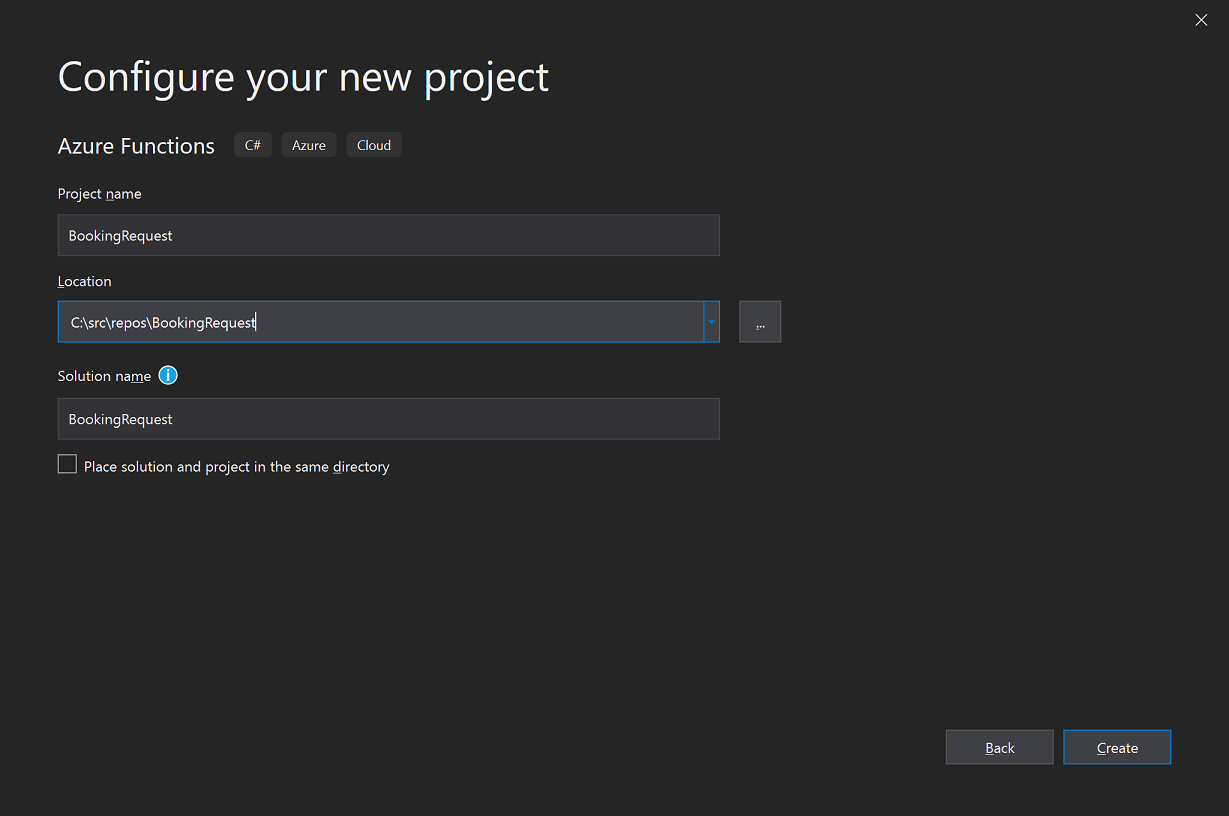 Configure your new project
Azure Functions C# Azure Cloud
Project name
BookingRequest
Location
C:\src\repos\BookingRequest
...
Solution name
BookingRequest
Place solution and project in the same directory
Back Create